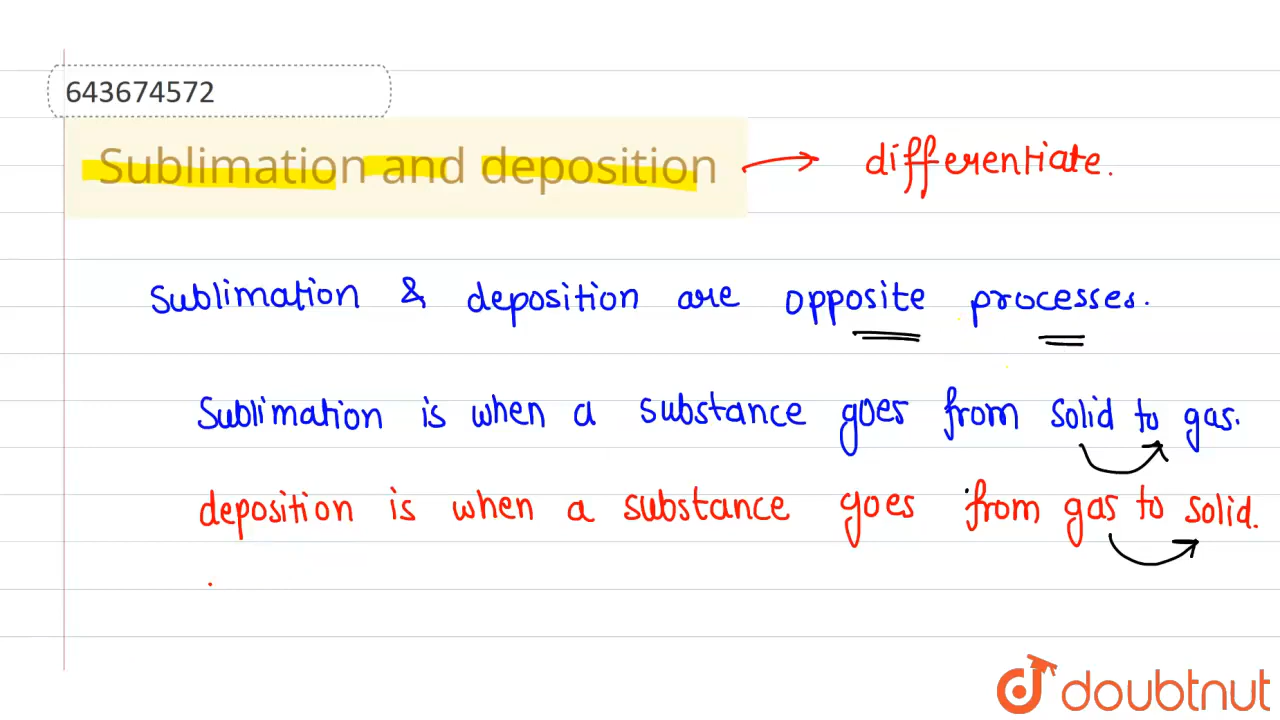 643674572
Sublimation and deposition → differentiate.
Sublimation & deposition are opposite processes.
Sublimation is when a substance goes from solid to gas.
deposition is when a substance goes from gas to solid.
doubtnut